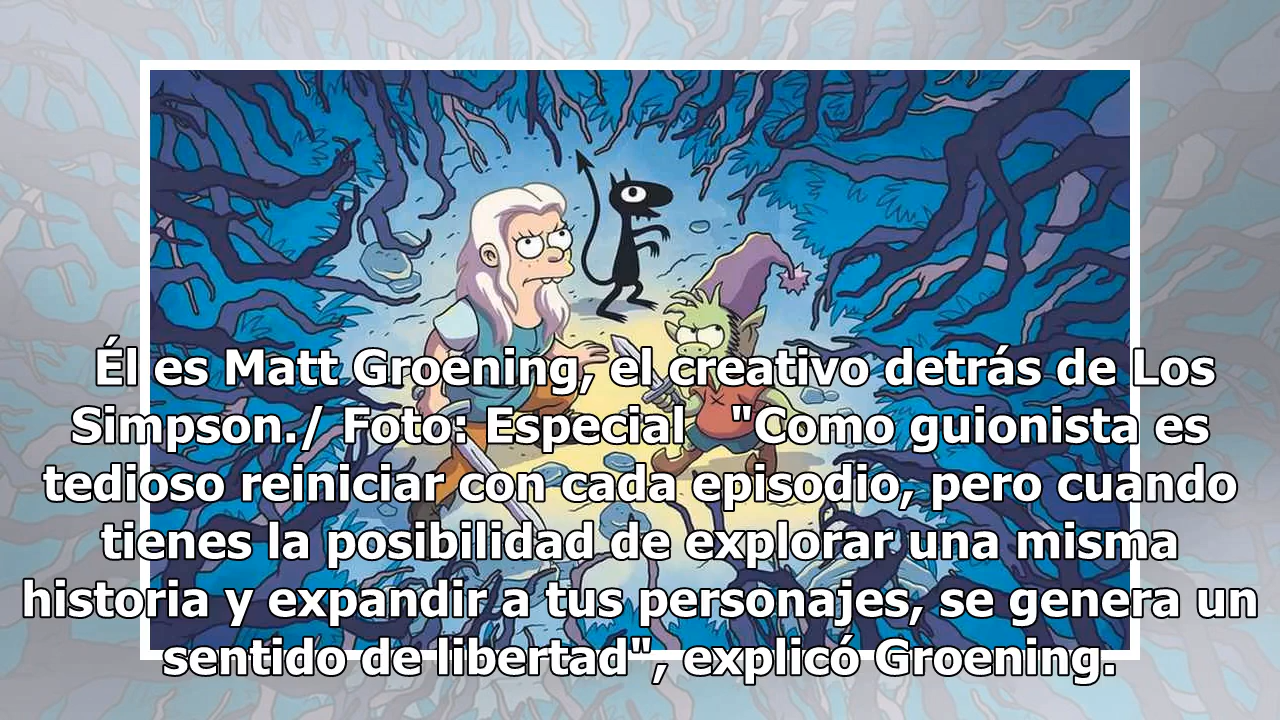 Él es Matt Groening, el creativo detrás de Los
Simpson./ Foto: Especial   "Como guionista es
tedioso reiniciar con cada episodio, pero cuando
tienes la posibilidad de explorar una misma
historia y expandir a tus personajes, se genera un
sentido de libertad", explicó Groening.